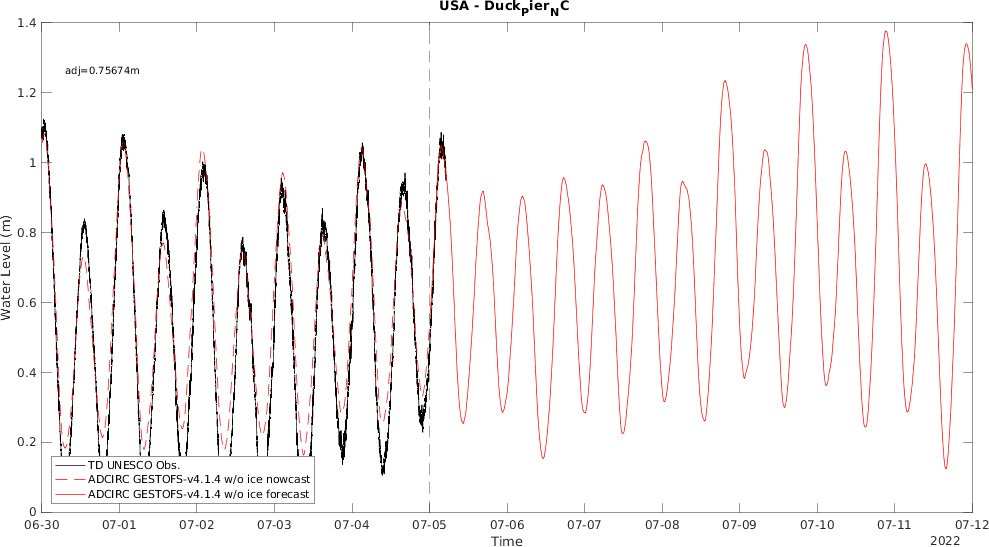 USA - DuckPierNC
1.4
1.2
1
0.8
0.6
0.4
0.2
0
Water Level (m)
adj=0.75674m
TD UNESCO Obs.
ADCIRC GESTOFS-v4.1.4 w/o ice nowcast
ADCIRC GESTOFS-v4.1.4 w/o ice forecast
06-30 07-01 07-02 07-03 07-04 07-05 07-06 07-07 07-08 07-09 07-10 07-11 07-12
Time
2022